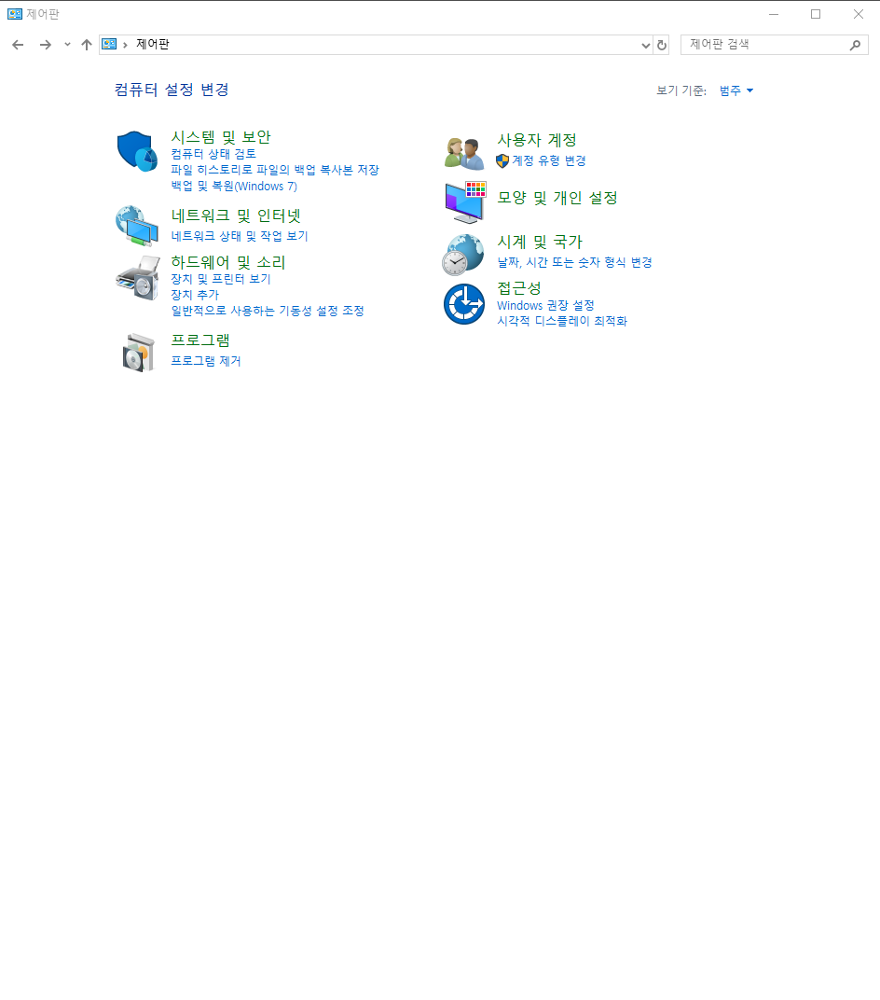 제어판
제어판
제어판 검색
컴퓨터 설정 변경
보기 기준: 범주
시스템 및 보안
컴퓨터 상태 검토
파일 히스토리로 파일의 백업 복사본 저장
백업 및 복원(Windows 7)
네트워크 및 인터넷
네트워크 상태 및 작업 보기
하드웨어 및 소리
장치 및 프린터 보기
장치 추가
일반적으로 사용하는 기동성 설정 조정
프로그램
프로그램 제거
사용자 계정
계정 유형 변경
모양 및 개인 설정
시계 및 국가
날짜, 시간 또는 숫자 형식 변경
접근성
Windows 권장 설정
시각적 디스플레이 최적화